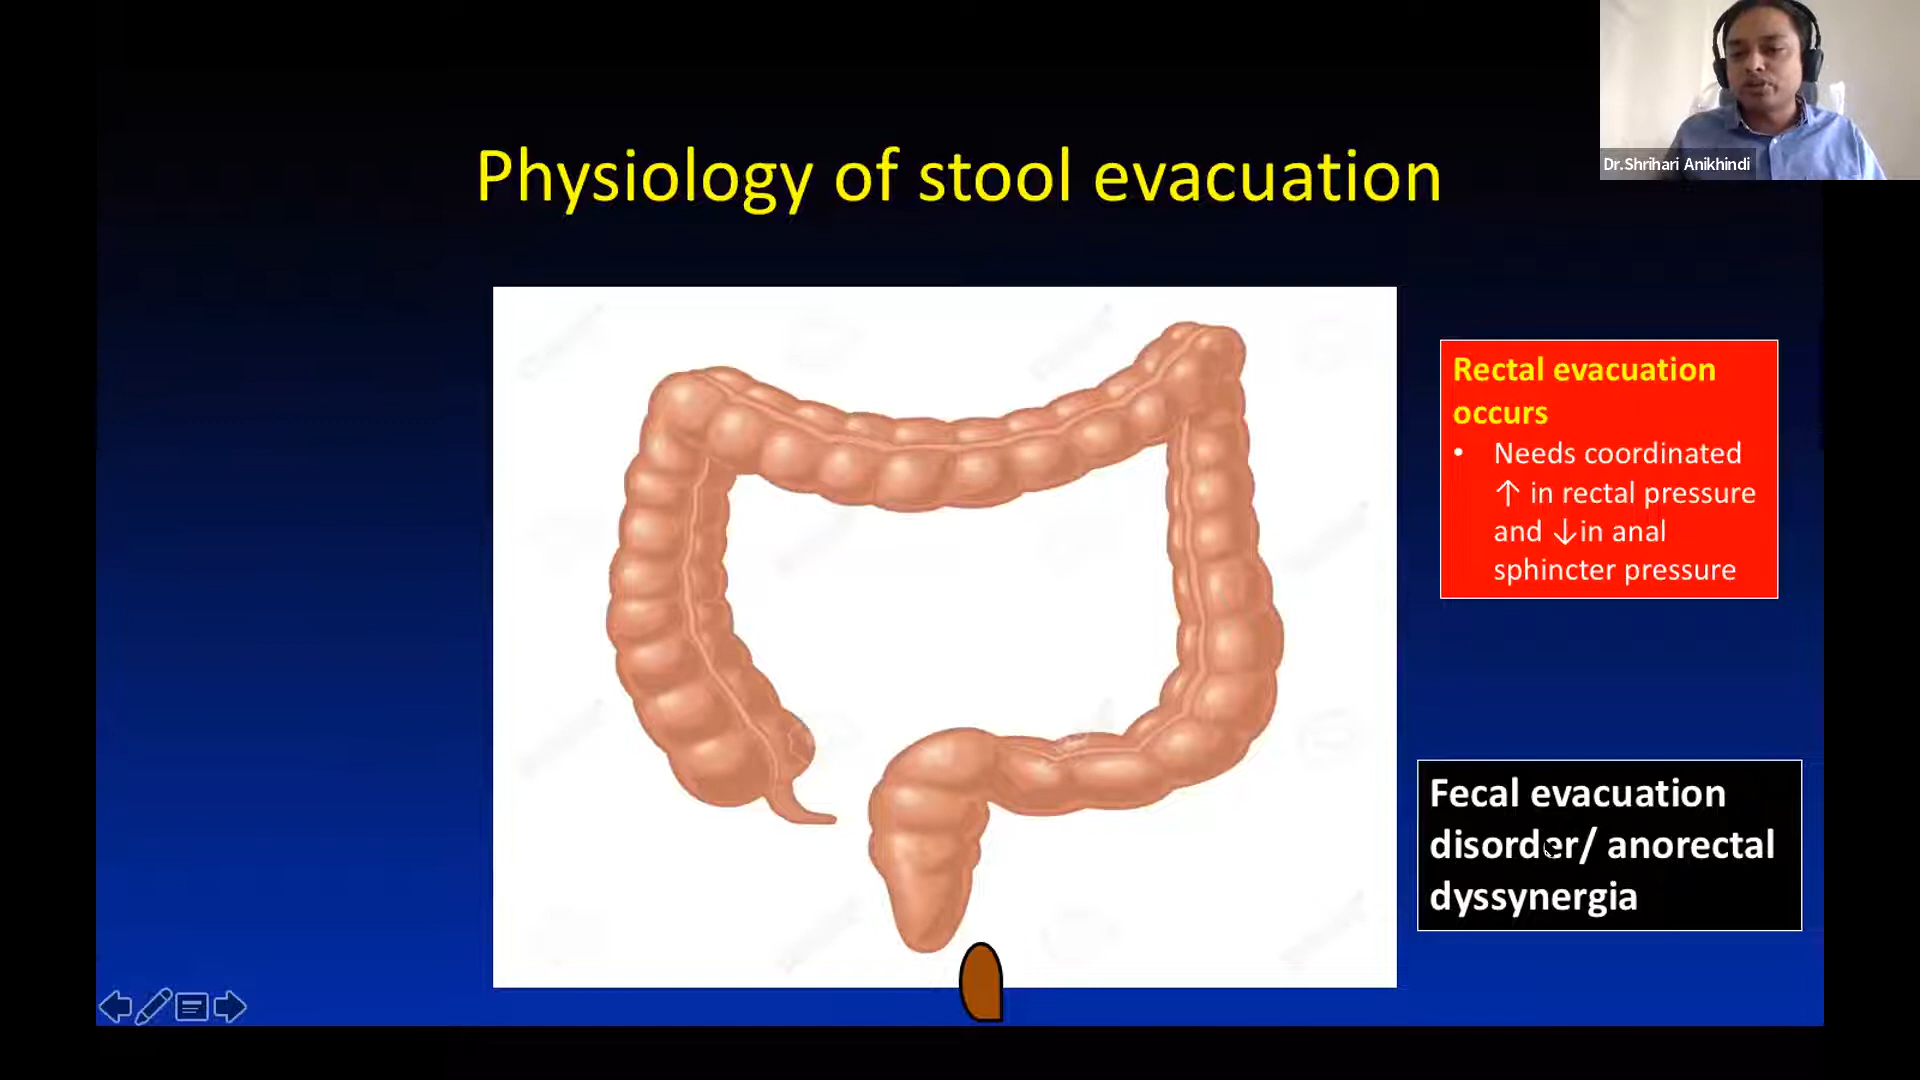 Dr.Shrihari Anikhindi
Physiology of stool evacuation
Rectal evacuation
occurs
• Needs coordinated
↑ in rectal pressure
and ↓in anal
sphincter pressure
Fecal evacuation
disorder/ anorectal
dyssynergia